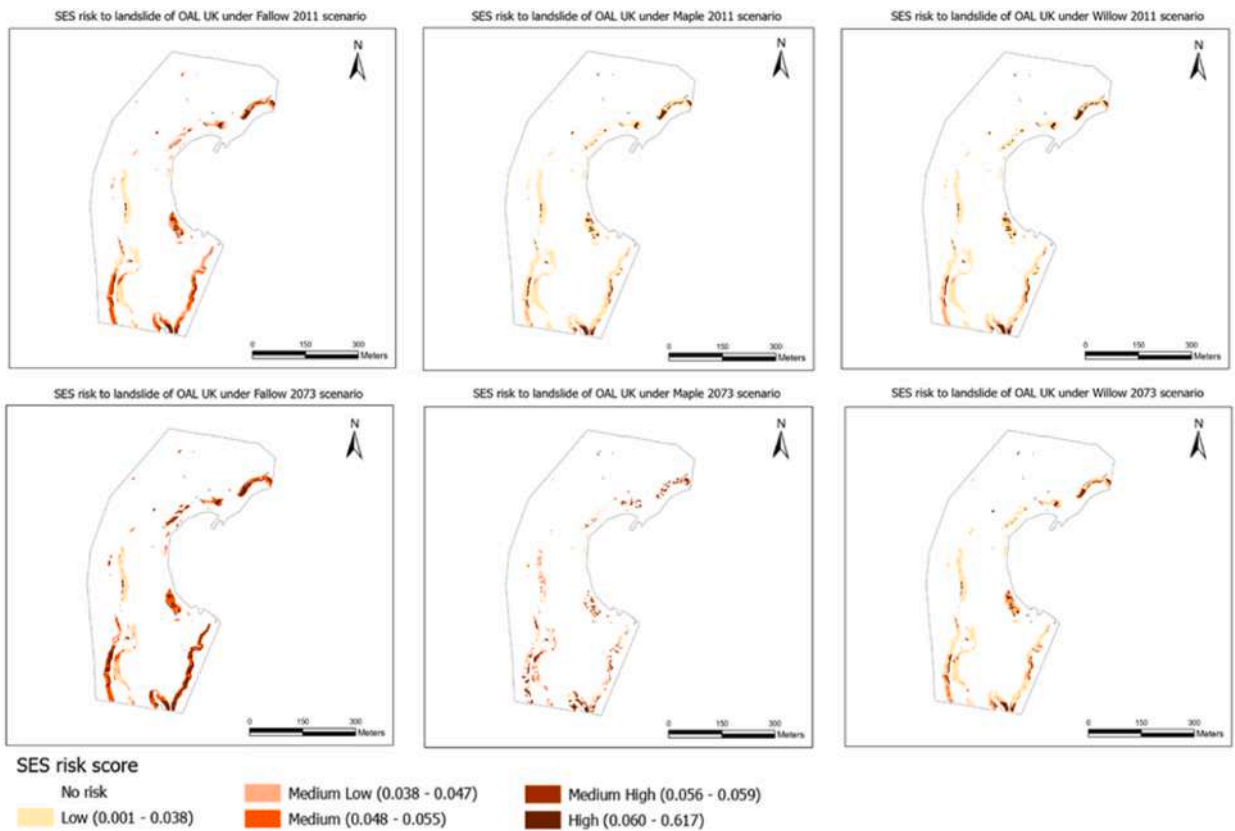 SES risk to landslide of OAL UK under Fallow 2011 scenario
N
0 150 300
Meters
SES risk to landslide of OAL UK under Maple 2011 scenario
N
0 150 300
Meters
SES risk to landslide of OAL UK under Willow 2011 scenario
N
0 150 300
Meters
SES risk to landslide of OAL UK under Fallow 2073 scenario
N
0 150 300
Meters
SES risk to landslide of OAL UK under Maple 2073 scenario
N
0 150 300
Meters
SES risk to landslide of OAL UK under Willow 2073 scenario
N
0 150 300
Meters
SES risk score
No risk
Low (0.001 - 0.038)
Medium Low (0.038 - 0.047)
Medium (0.048 - 0.055)
Medium High (0.056 - 0.059)
High (0.060 - 0.617)